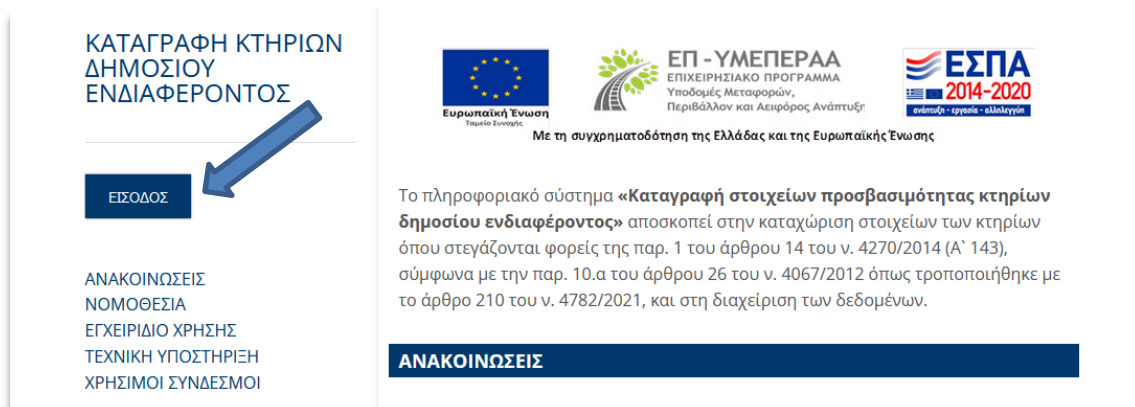 ΚΑΤΑΓΡΑΦΗ ΚΤΗΡΙΩΝ
ΔΗΜΟΣΙΟΥ
ΕΝΔΙΑΦΕΡΟΝΤΟΣ
ΕΙΣΟΔΟΣ
ΑΝΑΚΟΙΝΩΣΕΙΣ
ΝΟΜΟΘΕΣΙΑ
ΕΓΧΕΙΡΙΔΙΟ ΧΡΗΣΗΣ
ΤΕΧΝΙΚΗ ΥΠΟΣΤΗΡΙΞΗ
ΧΡΗΣΙΜΟΙ ΣΥΝΔΕΣΜΟΙ
Ευρωπαϊκή Ένωση
Ταμείο Συνοχής
ΕΠ - ΥΜΕΠΕΡΑΑ
ΕΠΙΧΕΙΡΗΣΙΑΚΟ ΠΡΟΓΡΑΜΜΑ
Υποδομές Μεταφορών,
Περιβάλλον και Αειφόρος Ανάπτυξη
ΕΣΠΑ
2014-2020
ανάπτυξη - εργασία - αλληλεγγύη
Με τη συγχρηματοδότηση της Ελλάδας και της Ευρωπαϊκής Ένωσης
Το πληροφοριακό σύστημα «Καταγραφή στοιχείων προσβασιμότητας κτηρίων
δημοσίου ενδιαφέροντος» αποσκοπεί στην καταχώριση στοιχείων των κτηρίων
όπου στεγάζονται φορείς της παρ. 1 του άρθρου 14 του ν. 4270/2014 (Α` 143),
σύμφωνα με την παρ. 10.α του άρθρου 26 του ν. 4067/2012 όπως τροποποιήθηκε με
το άρθρο 210 του ν. 4782/2021, και στη διαχείριση των δεδομένων.
ΑΝΑΚΟΙΝΩΣΕΙΣ